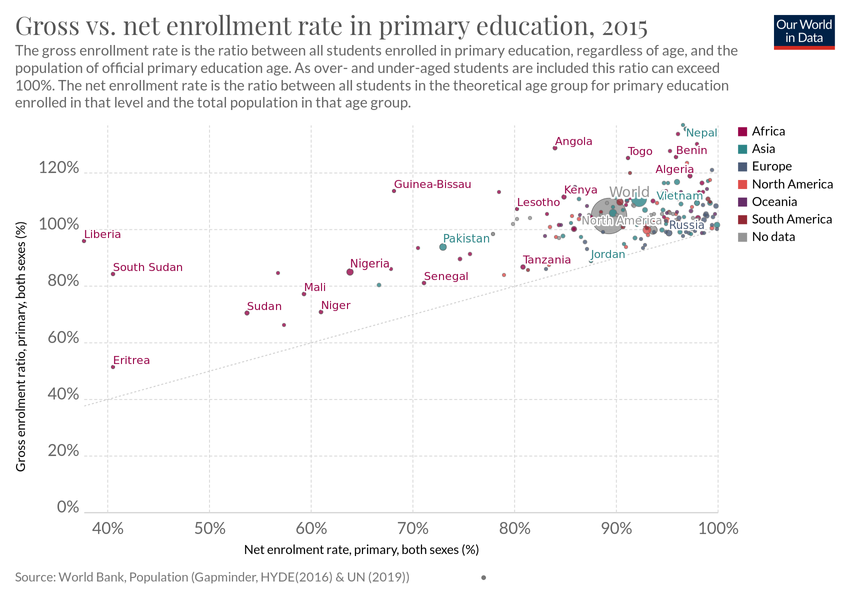 Gross vs. net enrollment rate in primary education, 2015
Our World
in Data
The gross enrollment rate is the ratio between all students enrolled in primary education, regardless of age, and the
population of official primary education age. As over- and under-aged students are included this ratio can exceed
100%. The net enrollment rate is the ratio between all students in the theoretical age group for primary education
enrolled in that level and the total population in that age group.
Gross enrolment ratio, primary, both sexes (%)
120%
100%
80%
60%
40%
20%
0%
Nepal
Angola
Togo
Benin
Algeria
Guinea-Bissau
Kenya
World
Vietnam
Lesotho
North America
Russia
Liberia
Pakistan
Jordan
South Sudan
Nigeria
Tanzania
Senegal
Mali
Sudan
Niger
Eritrea
40%
50%
60%
70%
80%
90%
100%
Net enrolment rate, primary, both sexes (%)
Africa
Asia
Europe
North America
Oceania
South America
No data
Source: World Bank, Population (Gapminder, HYDE(2016) & UN (2019))